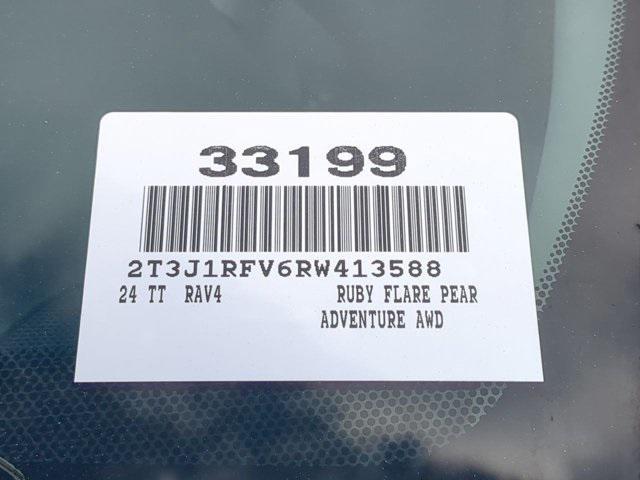 33199
2T3J1RFV6RW413588
24 TT RAV4 RUBY FLARE PEAR
ADVENTURE AWD